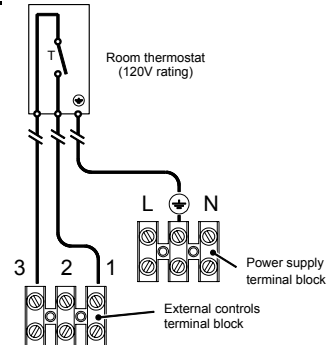 T
Room thermostat
(120V rating)
L N
3 2 1
Power supply
terminal block
External controls
terminal block